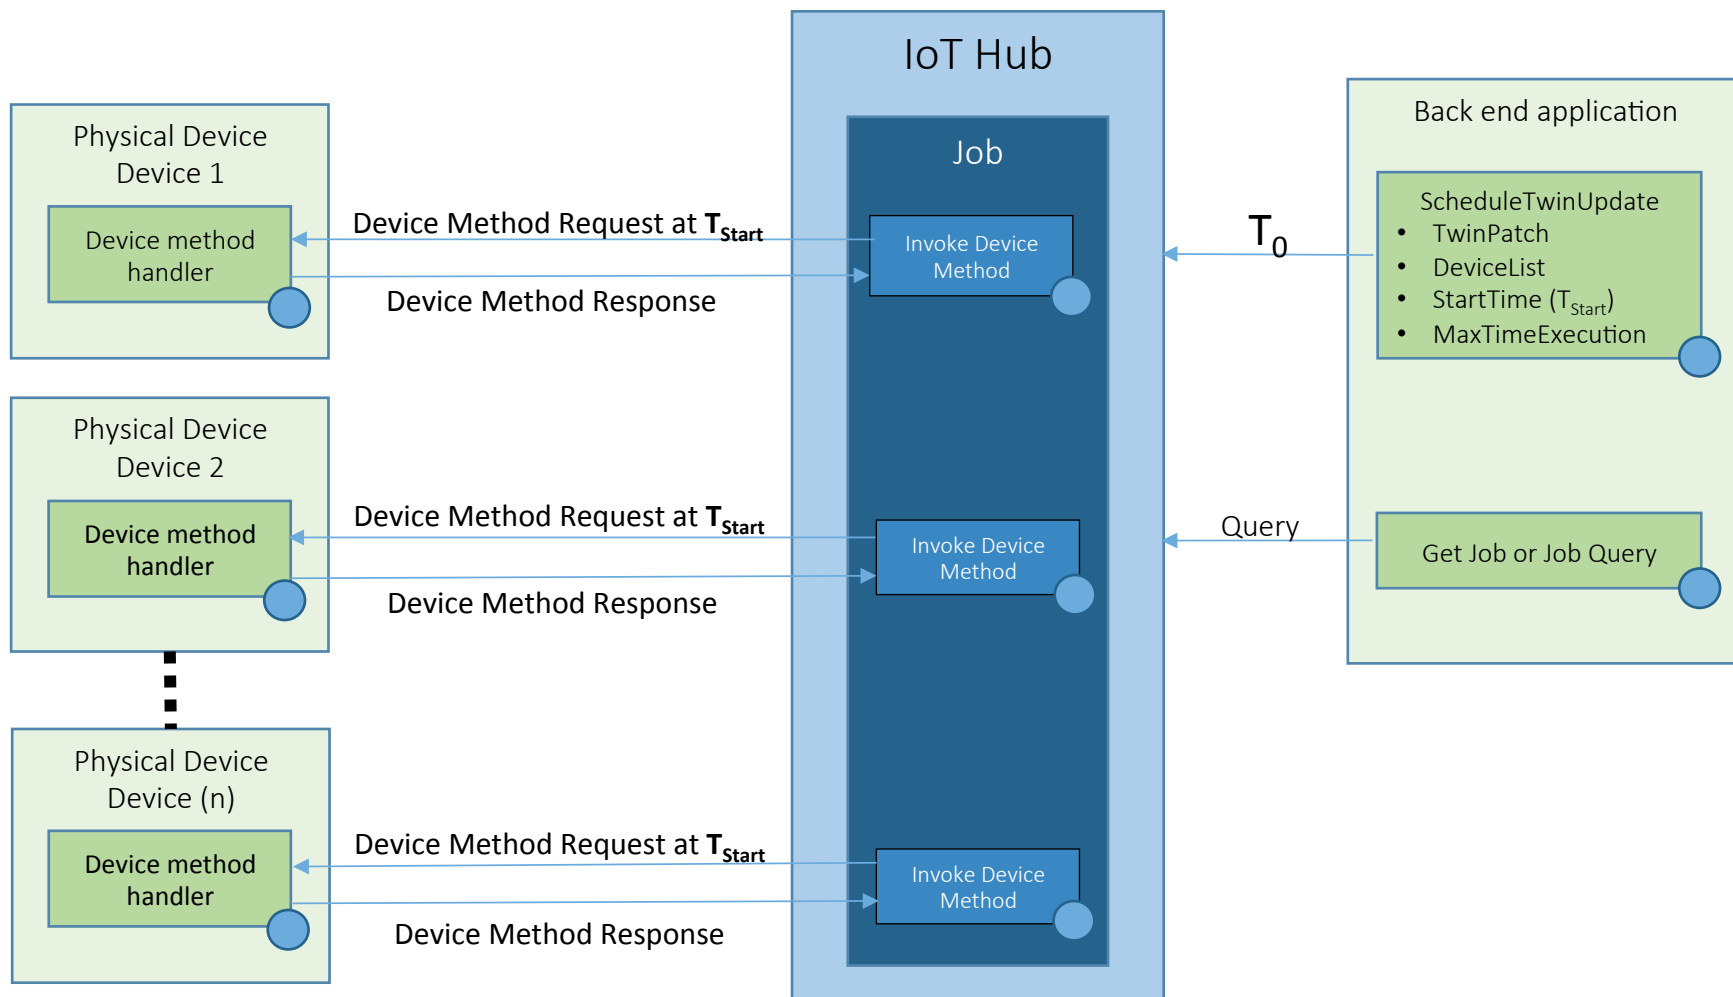 IoT Hub
Job
Physical Device
Device 1
Device method
handler
Device Method Request at TStart
Device Method Response
Invoke Device
Method
T0
Back end application
ScheduleTwinUpdate
• TwinPatch
• DeviceList
• StartTime (TStart)
• MaxTimeExecution
Physical Device
Device 2
Device method
handler
Device Method Request at TStart
Device Method Response
Invoke Device
Method
Query
Get Job or Job Query
Physical Device
Device (n)
Device method
handler
Device Method Request at TStart
Device Method Response
Invoke Device
Method